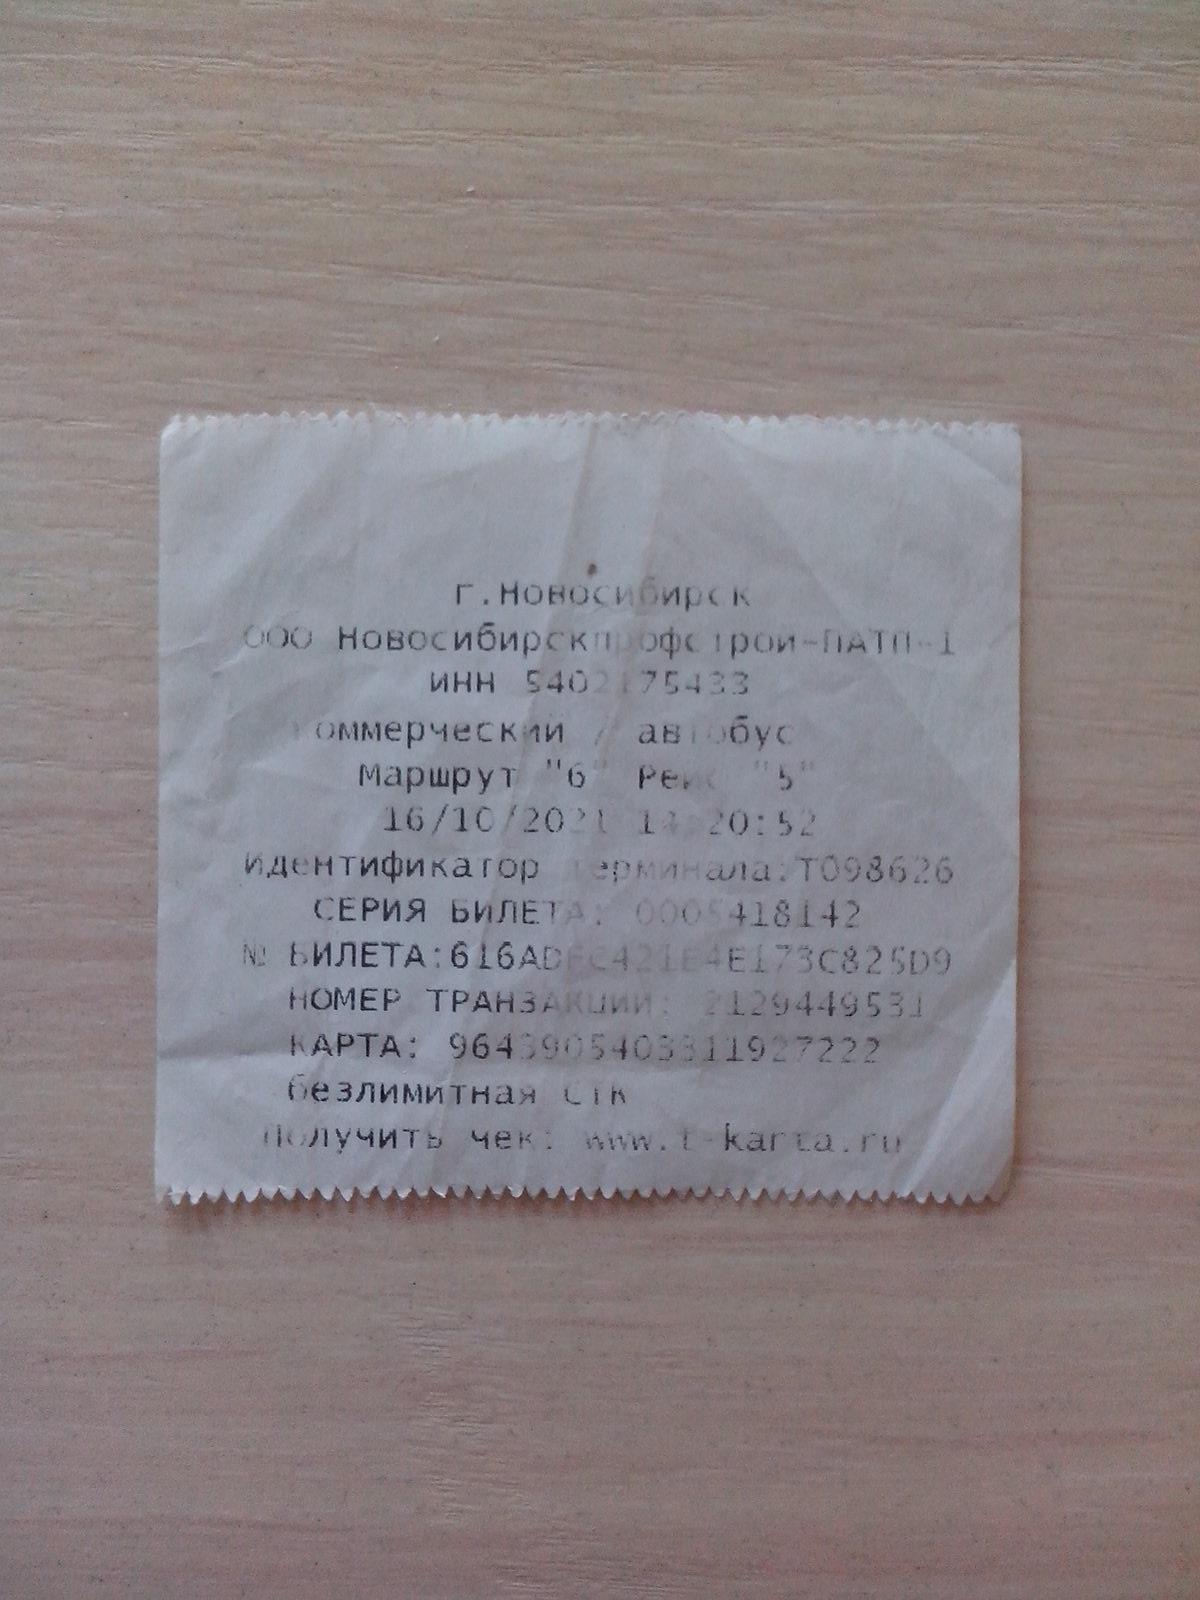 г.Новосибирск
ООО Новосибирскпрофстрой-ПАТП-1
ИНН 5402175433
Коммерческий / автобус
Маршрут "6" Рейс "5"
16/10/2021 14:20:52
Идентификатор терминала:T098626
СЕРИЯ БИЛЕТА: 0005418142
№ БИЛЕТА:616ADFC421E4E173C825D9
НОМЕР ТРАНЗАКЦИИ: 2129449531
КАРТА: 9643905403311927222
безлимитная СТК
Получить чек: www.t-karta.ru